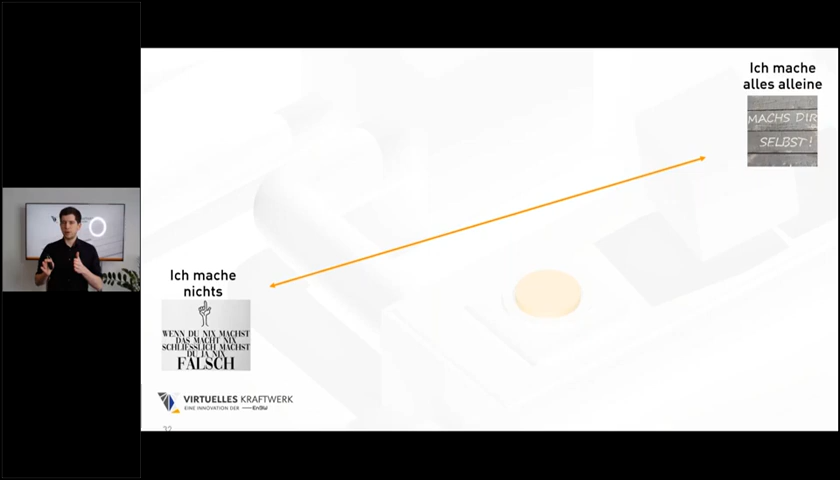 Ich mache
alles alleine
MACHS DIR
SELBST!
Ich mache
nichts
WENN DU NIX MACHST
DAS MACHT NIX
SCHLIESSLICH MACHST
DU JA NIX
FALSCH
VIRTUELLES KRAFTWERK
EINE INNOVATION DER EnBW
32